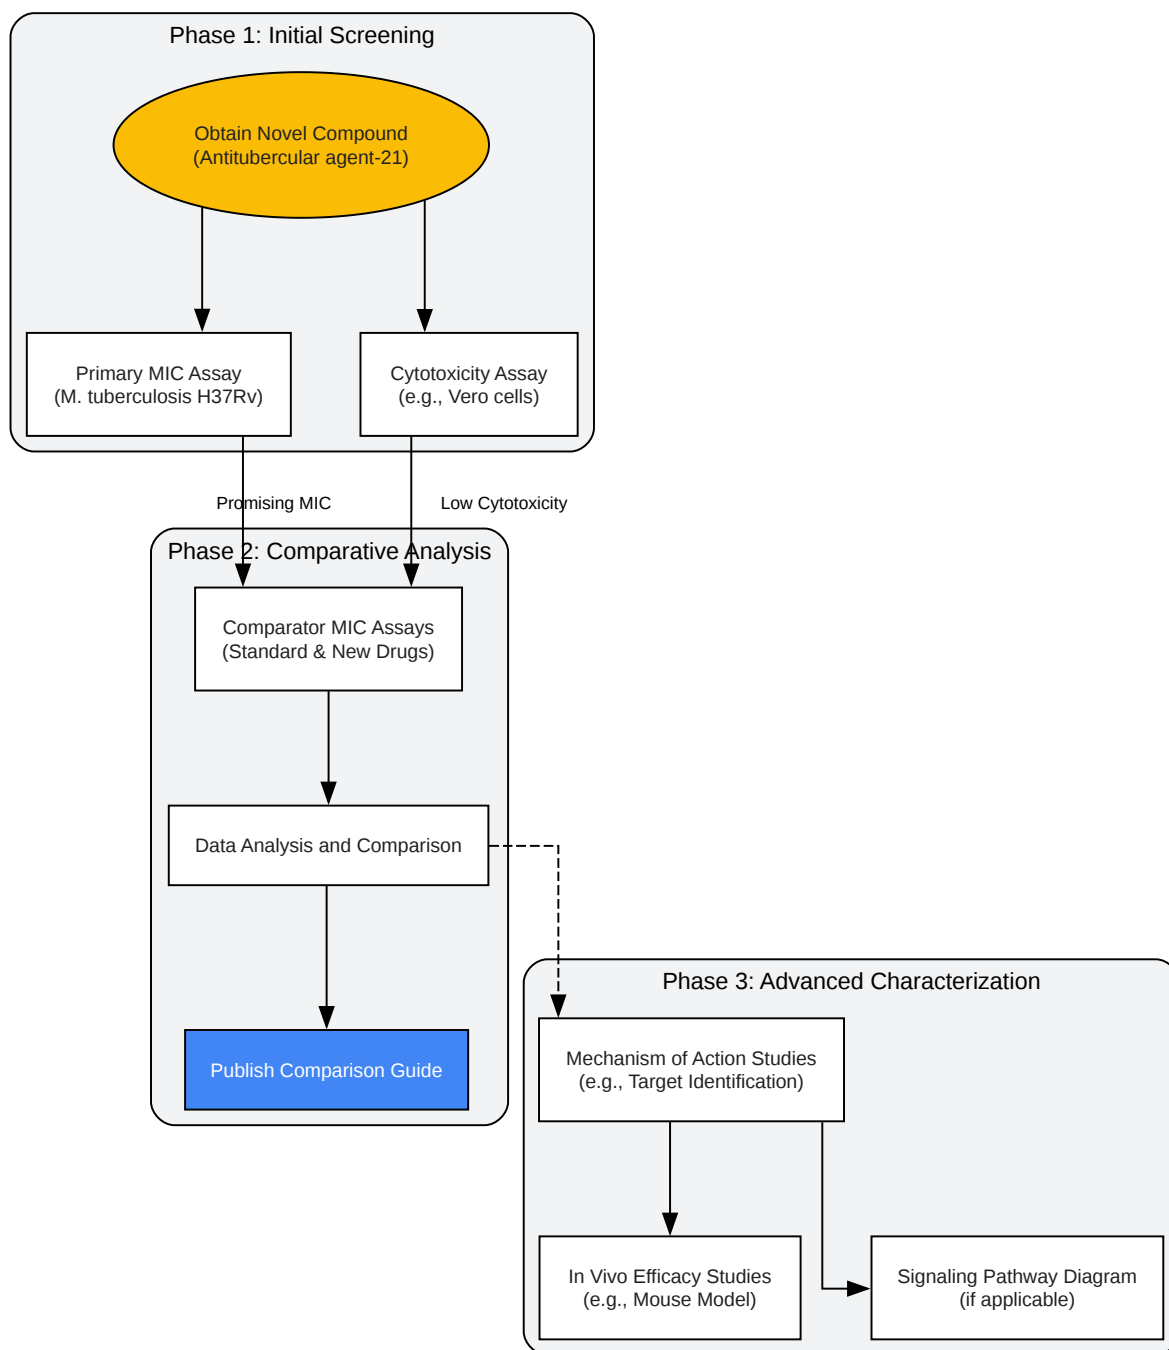 Phase 1: Initial Screening
Obtain Novel Compound
(Antitubercular agent-21)
Primary MIC Assay
(M. tuberculosis H37Rv)
Cytotoxicity Assay
(e.g., Vero cells)
Promising MIC
Low Cytotoxicity
Phase 2: Comparative Analysis
Comparator MIC Assays
(Standard & New Drugs)
Data Analysis and Comparison
Publish Comparison Guide
Phase 3: Advanced Characterization
Mechanism of Action Studies
(e.g., Target Identification)
In Vivo Efficacy Studies
(e.g., Mouse Model)
Signaling Pathway Diagram
(if applicable)